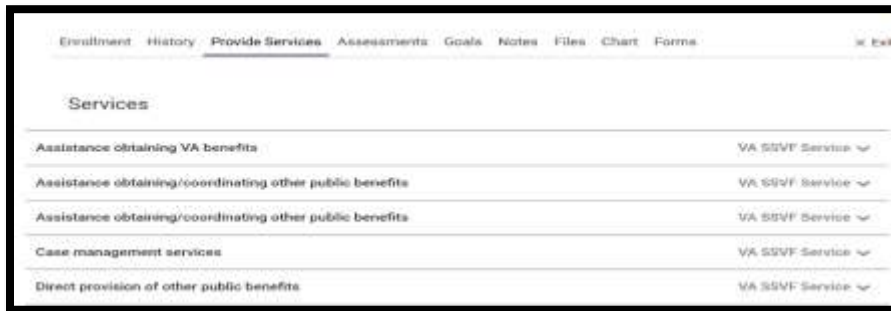 Enrollment History Provide Services Assessments Goals Notes Files Chart Forms × Exit
Services
Assistance obtaining VA benefits VA SSVF Service
Assistance obtaining/coordinating other public benefits VA SSVF Service
Assistance obtaining/coordinating other public benefits VA SSVF Service
Case management services VA SSVF Service
Direct provision of other public benefits VA SSVF Service